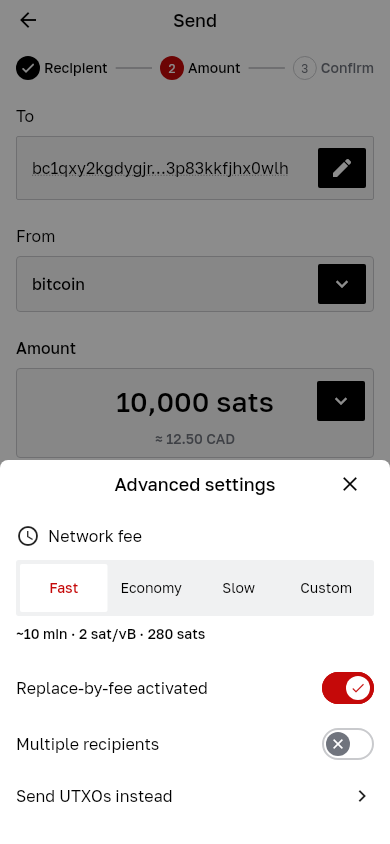 Send
Recipient
2 Amount
3 Confirm
To
bc1qxy2kgdygjr...3p83kkfjhx0wlh
From
bitcoin
Amount
10,000 sats
≈ 12.50 CAD
Advanced settings
Network fee
Fast
Economy
Slow
Custom
~10 min · 2 sat/vB · 280 sats
Replace-by-fee activated
Multiple recipients
Send UTXOs instead